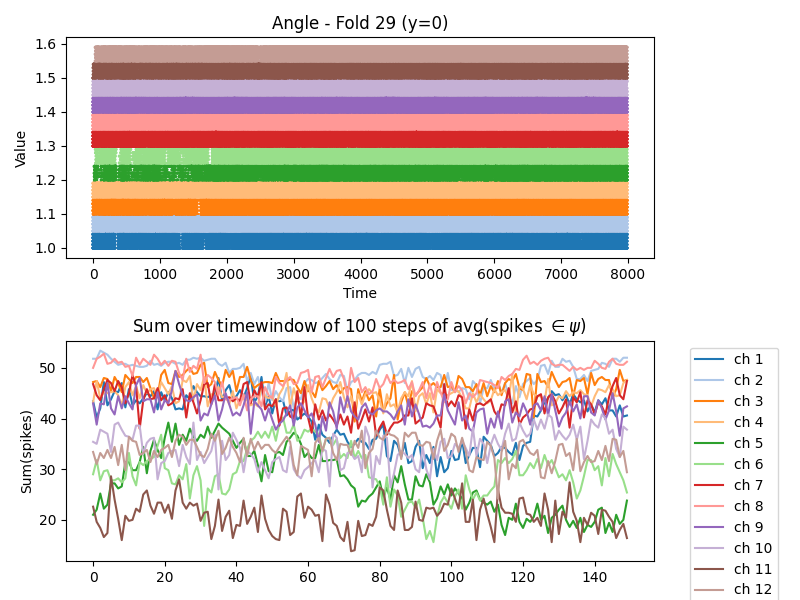 Angle - Fold 29 (y=0)
1.6
1.5
1.4
1.3
1.2
1.1
1.0
Value
0 1000 2000 3000 4000 5000 6000 7000 8000
Time
Sum over timewindow of 100 steps of avg(spikes ∈ ψ)
50
40
30
20
Sum(spikes)
0 20 40 60 80 100 120 140
ch 1
ch 2
ch 3
ch 4
ch 5
ch 6
ch 7
ch 8
ch 9
ch 10
ch 11
ch 12